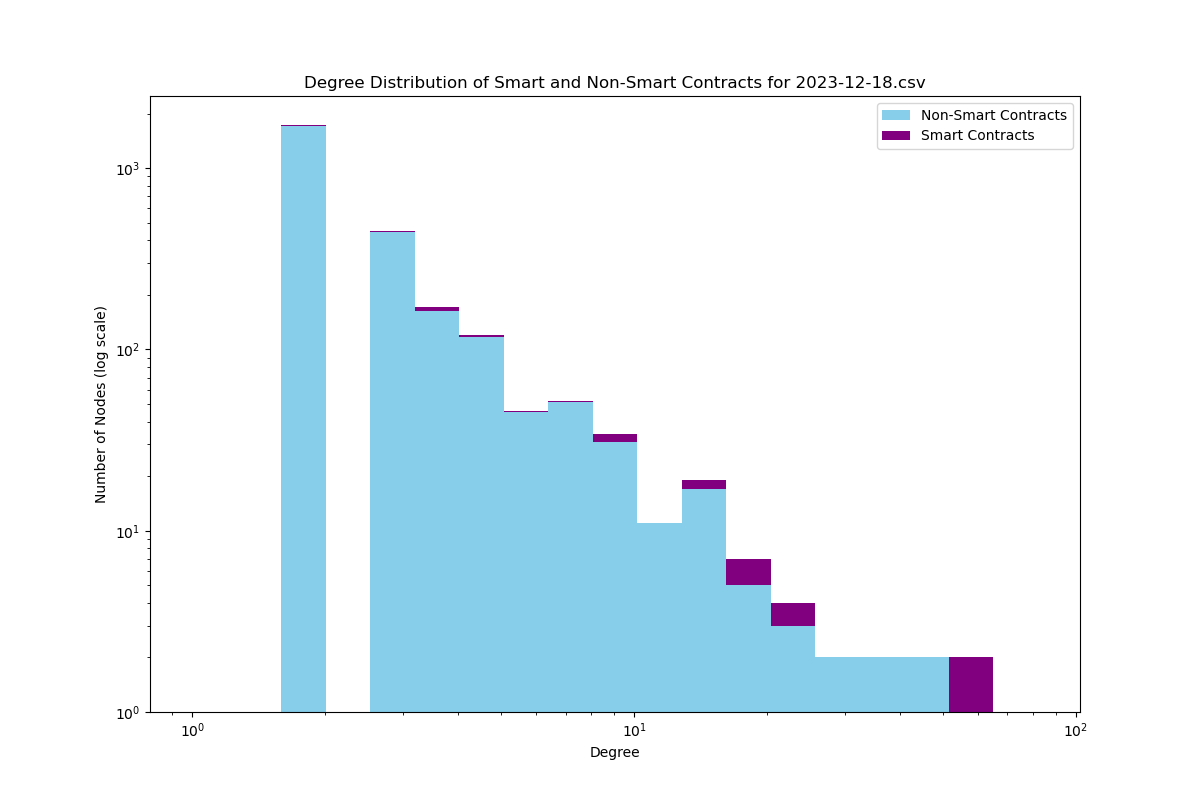 Degree Distribution of Smart and Non-Smart Contracts for 2023-12-18.csv
Non-Smart Contracts
Smart Contracts
Number of Nodes (log scale)
10³
10²
10¹
10⁰
10⁰ 10¹ 10²
Degree